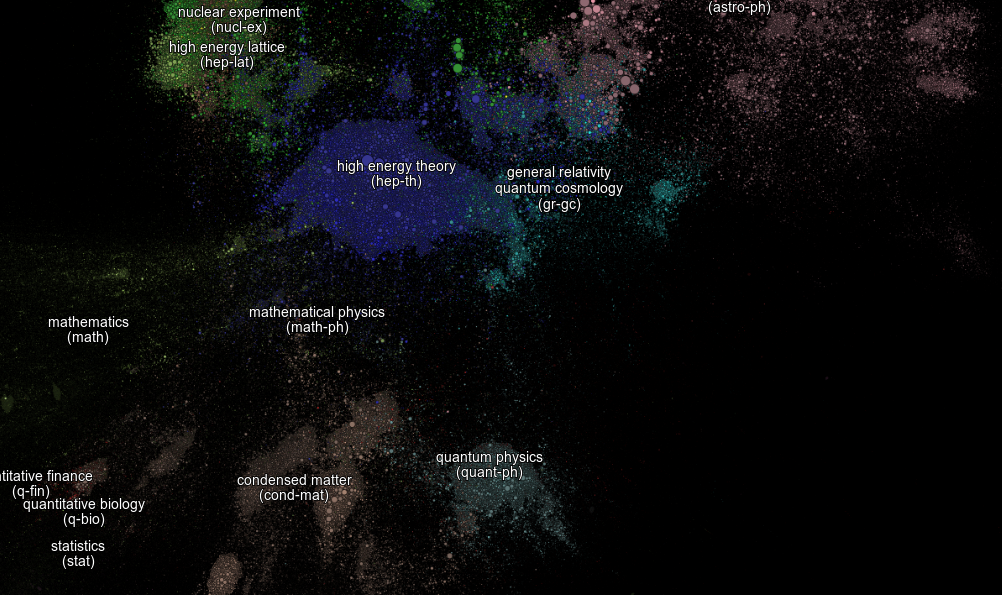 nuclear experiment
(nucl-ex)
high energy lattice
(hep-lat)
(astro-ph)
high energy theory
(hep-th)
general relativity
quantum cosmology
(gr-gc)
mathematical physics
(math-ph)
mathematics
(math)
quantum physics
(quant-ph)
condensed matter
(cond-mat)
ntitative finance
(q-fin)
quantitative biology
(q-bio)
statistics
(stat)